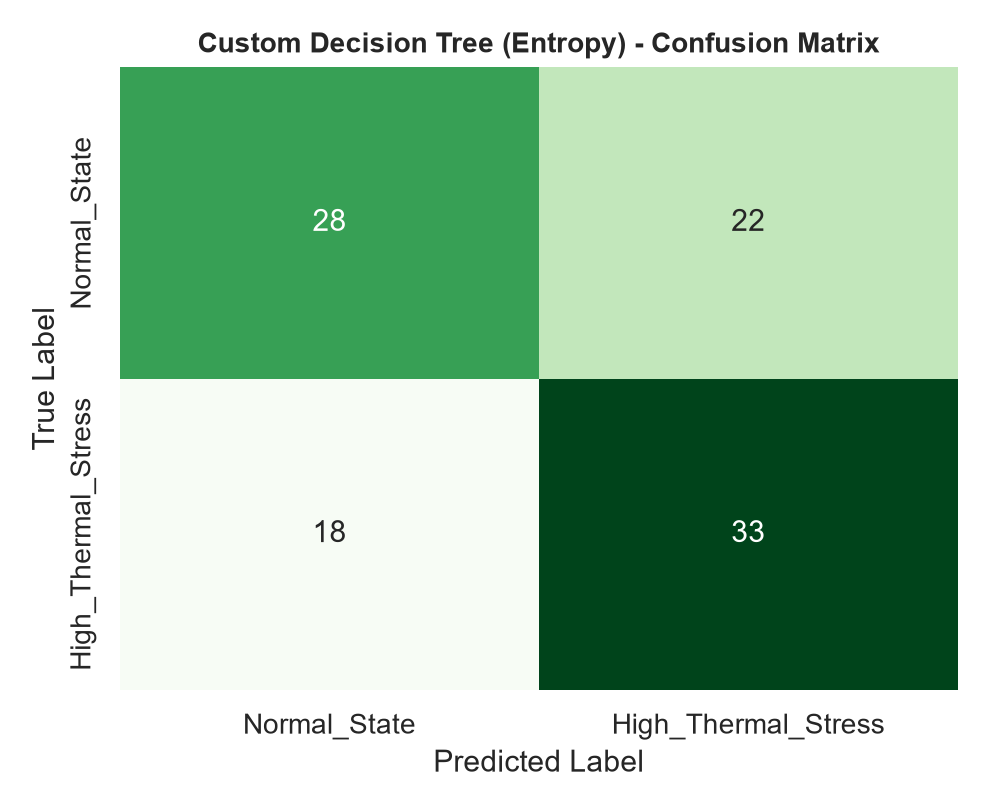 Custom Decision Tree (Entropy) - Confusion Matrix
True Label
Normal_State
28
22
High_Thermal_Stress
18
33
Normal_State
High_Thermal_Stress
Predicted Label